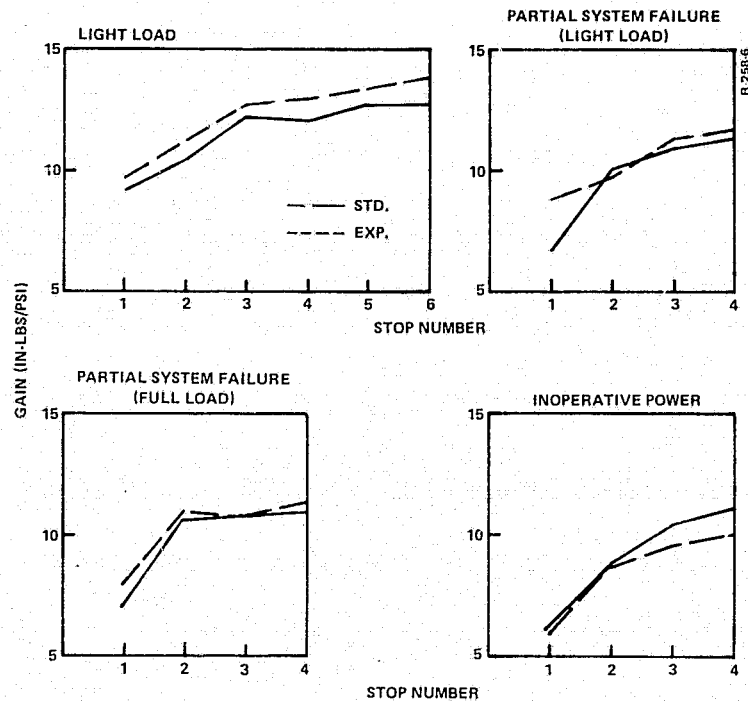 LIGHT LOAD
15
10
5
1 2 3 4 5 6
STOP NUMBER
STD.
EXP.
PARTIAL SYSTEM FAILURE
(LIGHT LOAD)
15
10
5
1 2 3 4
R-258-6
GAIN (IN-LBS/PSI)
PARTIAL SYSTEM FAILURE
(FULL LOAD)
15
10
5
1 2 3 4
INOPERATIVE POWER
15
10
5
1 2 3 4
STOP NUMBER